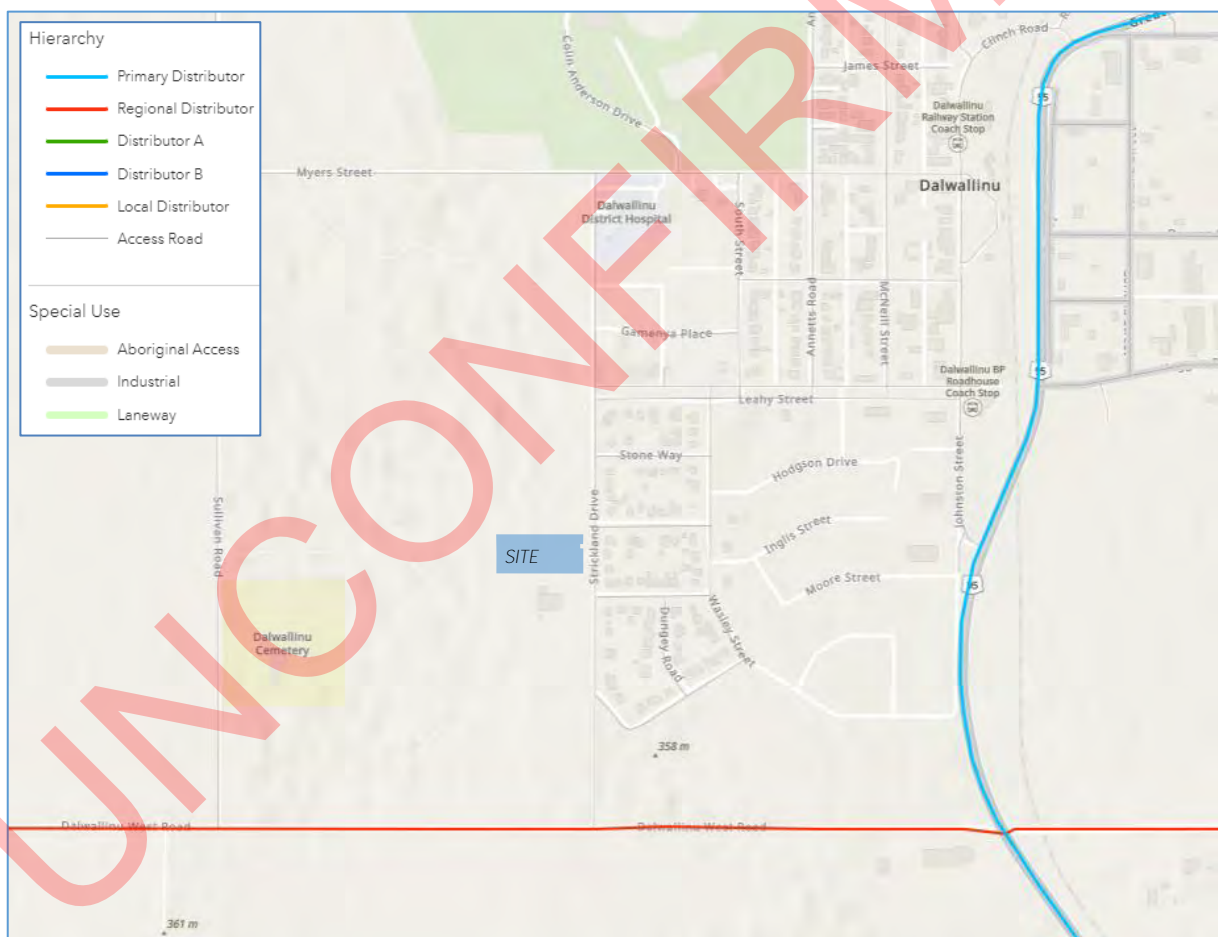 Hierarchy
Primary Distributor
Regional Distributor
Distributor A
Distributor B
Local Distributor
Access Road
Special Use
Aboriginal Access
Industrial
Laneway
Colin Anderson Drive
Clinch Road
James Street
95
Dalwallinu
Railway Station
Coach Stop
Myers Street
Dalwallinu
Dalwallinu
District Hospital
South Street
Gamenya Place
Annetts Road
McNeill Street
Dalwallinu BP
Roadhouse
Coach Stop
95
Leahy Street
Stone Way
Hodgson Drive
Johnston Street
Sullivan Road
Strickland Drive
Inglis Street
SITE
Moore Street
95
Dalwallinu
Cemetery
Dungey Road
Wasley Street
358 m
Dalwallinu West Road
Dalwallinu West Road
361 m